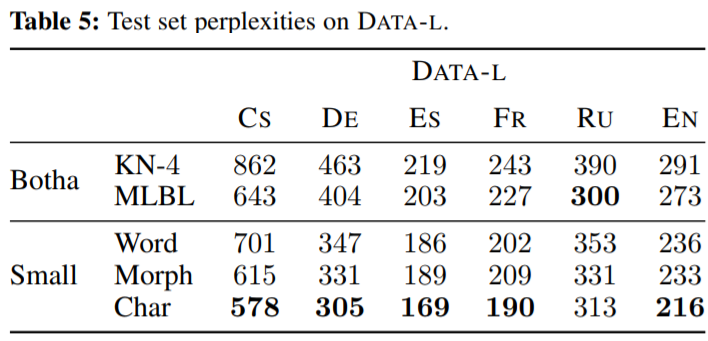 Table 5: Test set perplexities on DATA-L.
DATA-L
CS DE ES FR RU EN
Botha KN-4 862 463 219 243 390 291
MLBL 643 404 203 227 300 273
Small Word 701 347 186 202 353 236
Morph 615 331 189 209 331 233
Char 578 305 169 190 313 216